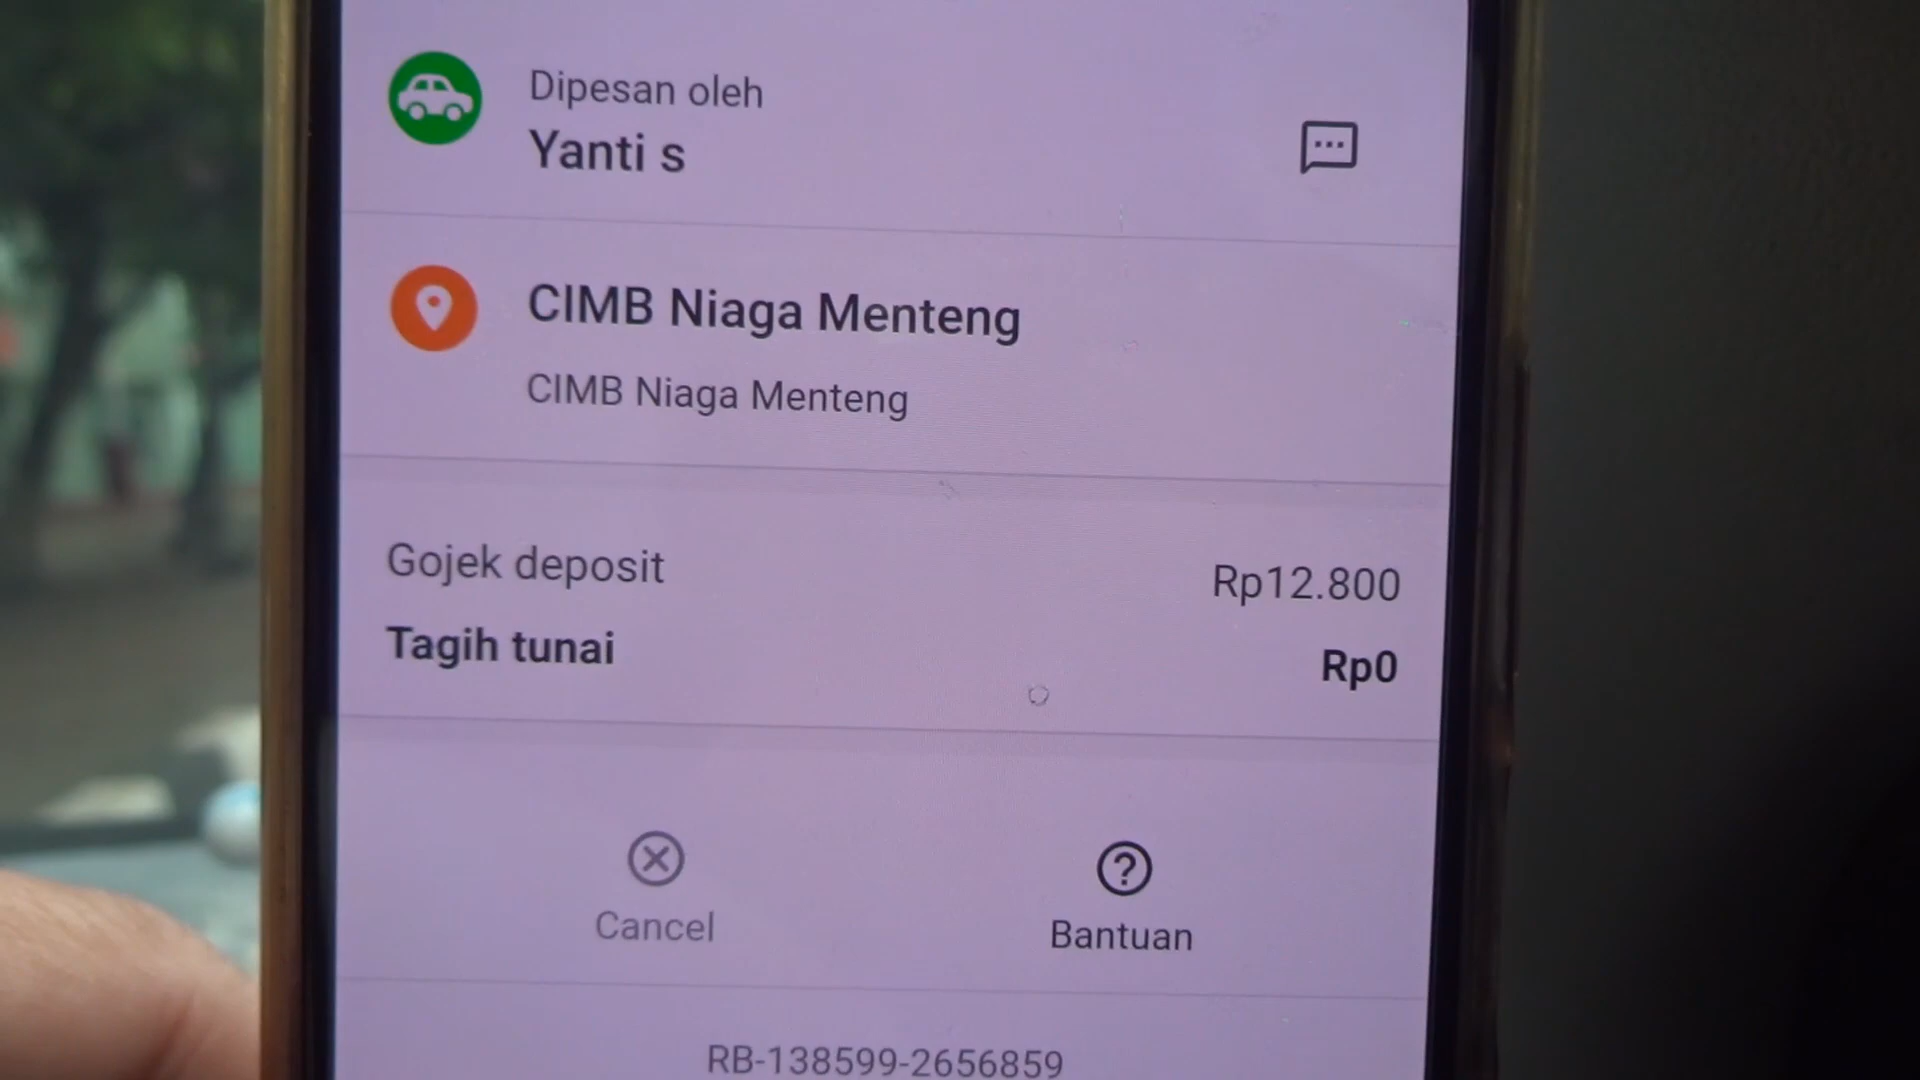 Dipesan oleh
Yanti s
CIMB Niaga Menteng
CIMB Niaga Menteng
Gojek deposit Rp12.800
Tagih tunai Rp0
Cancel Bantuan
RB-138599-2656859